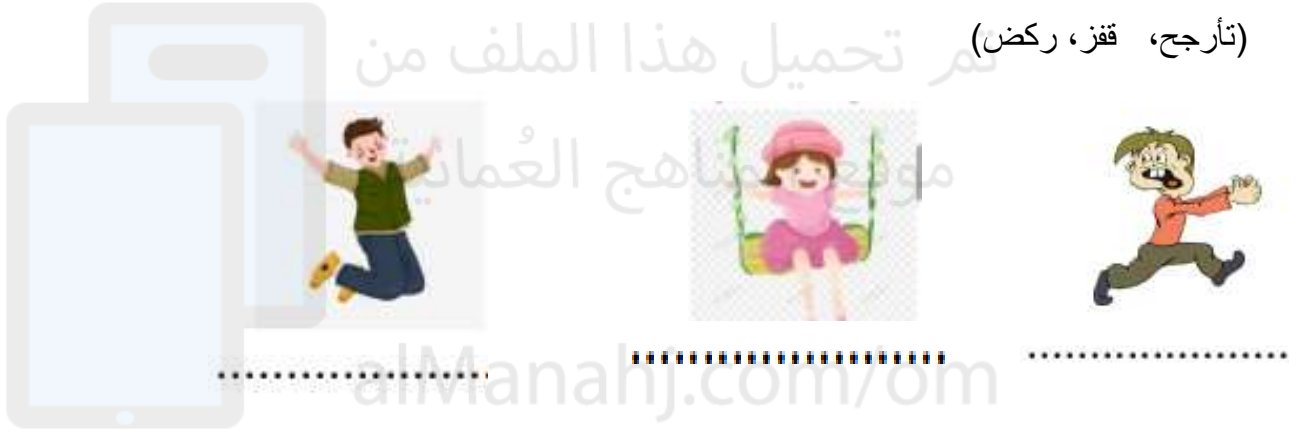 (تأرجح، قفز، ركض)
تم تحميل هذا الملف من
موقع المناهج العُمانية
alManahj.com/om